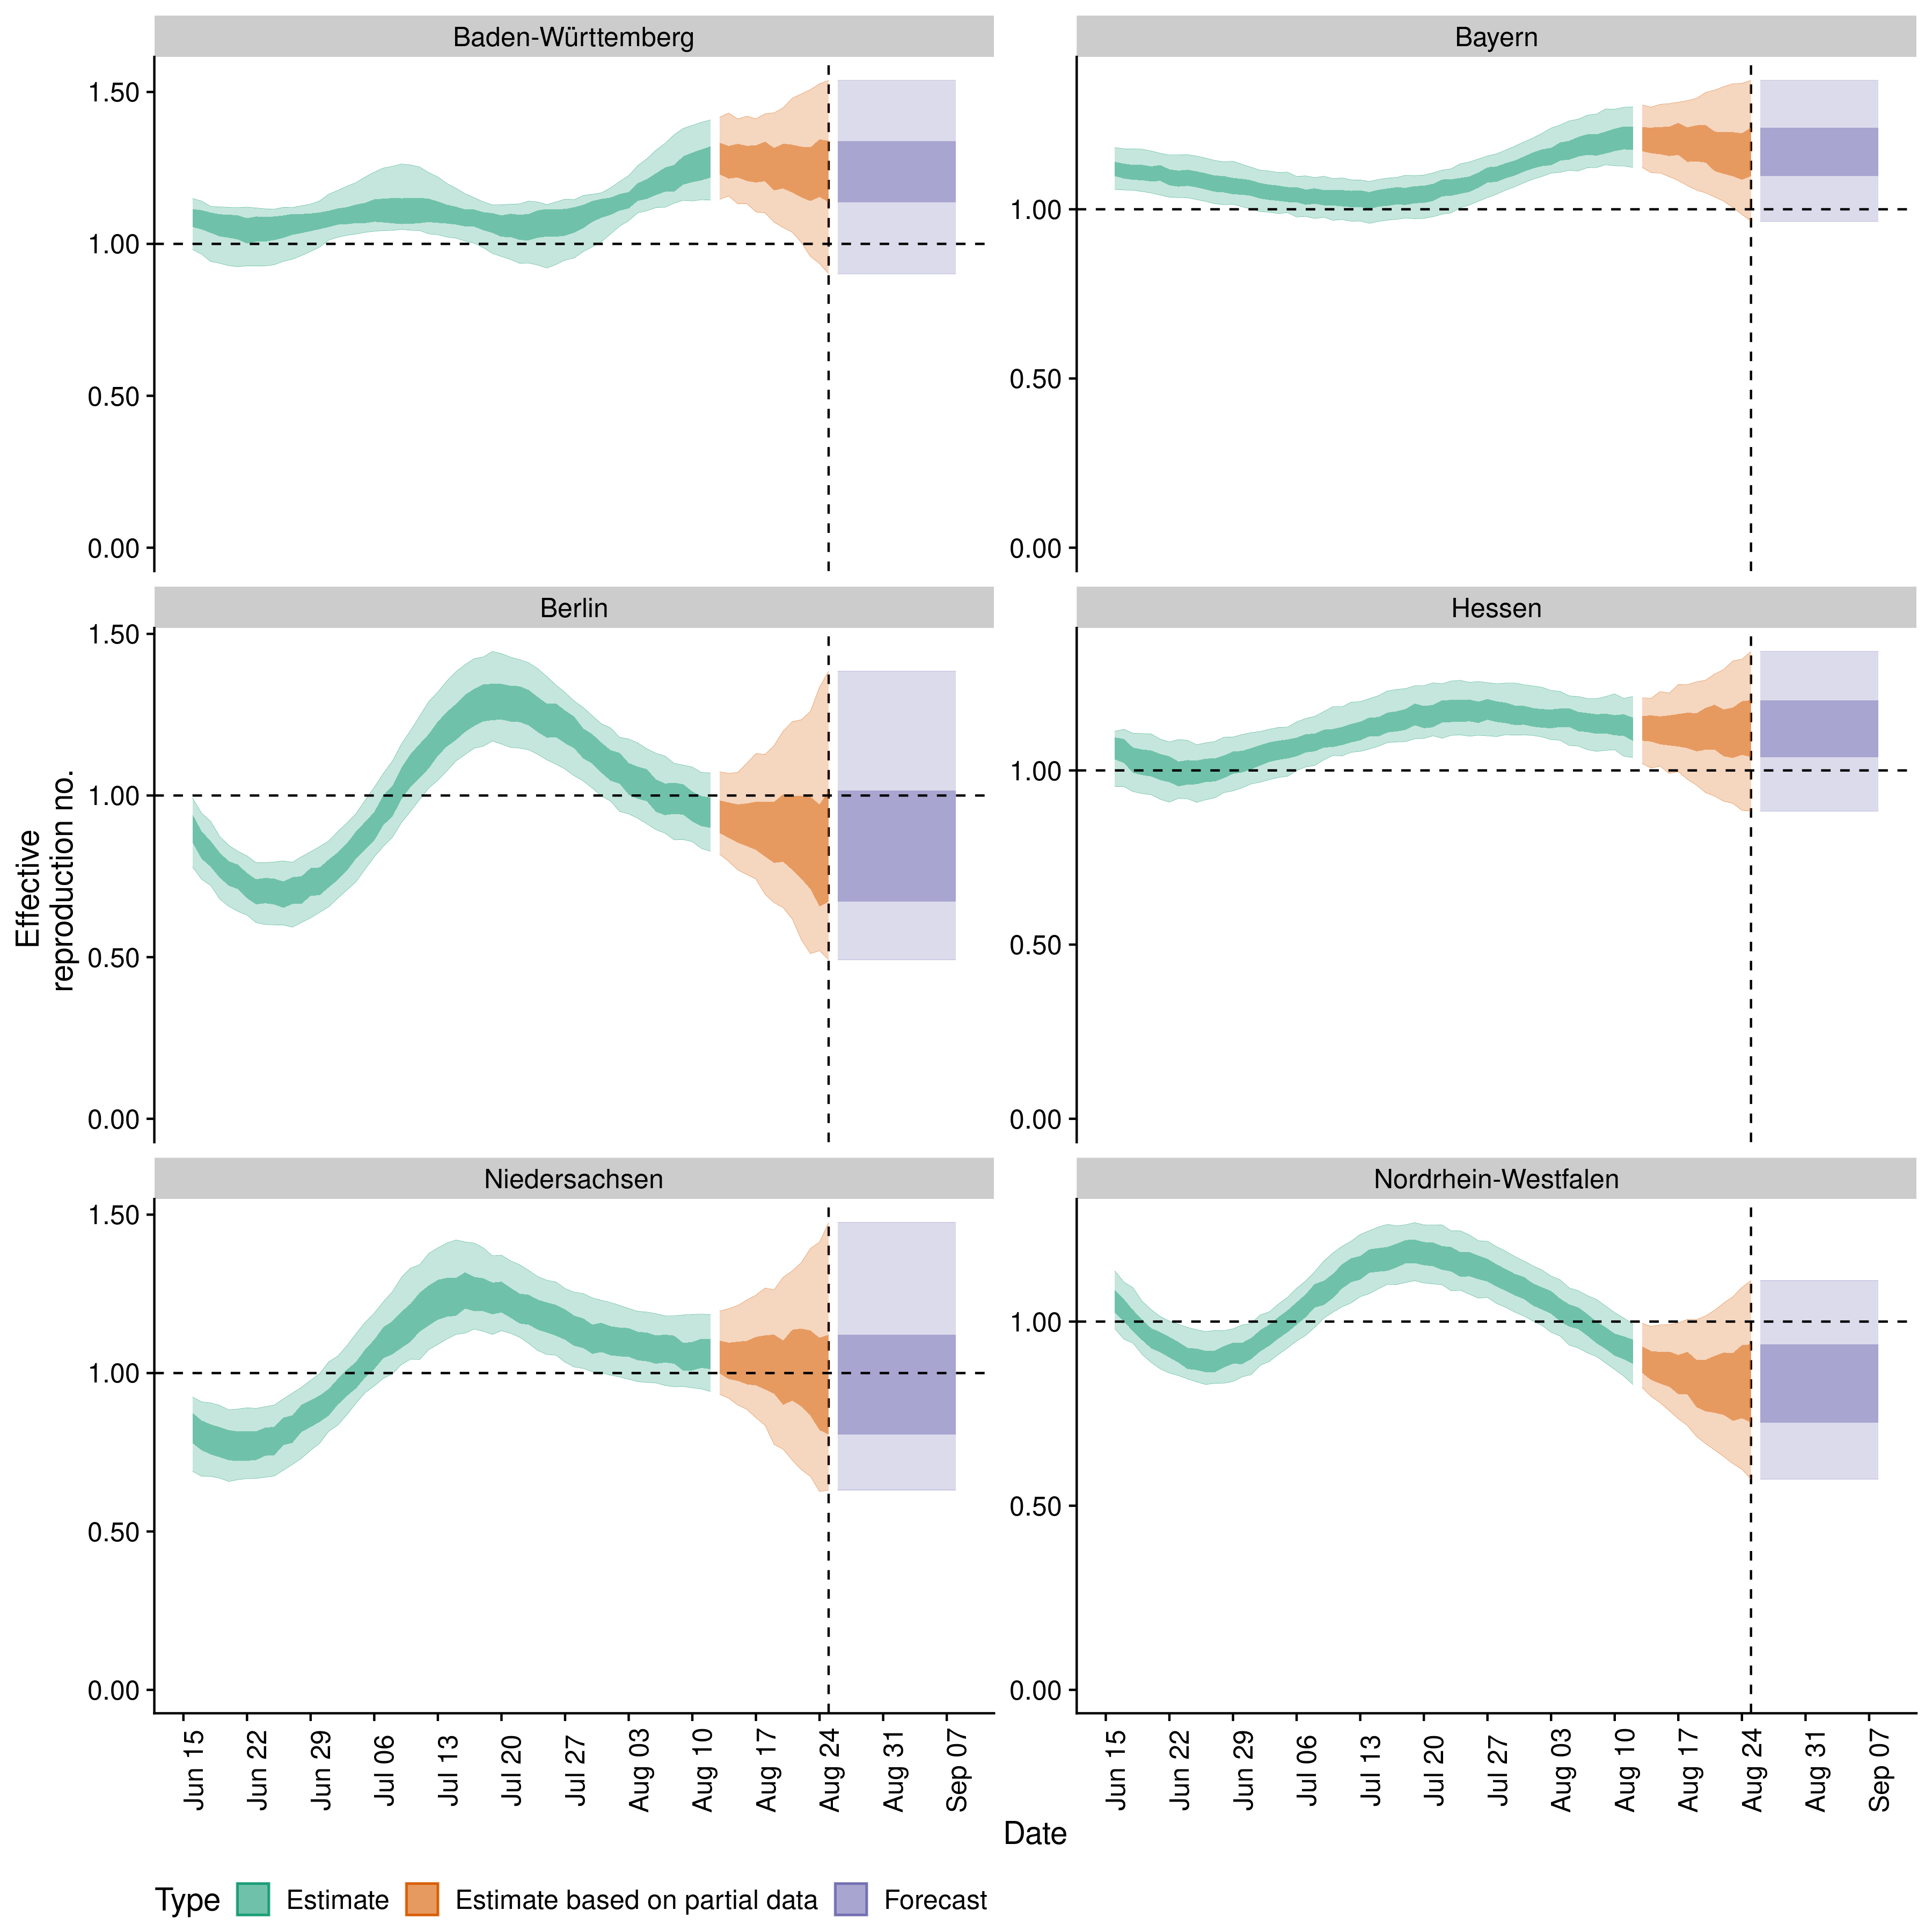 Baden-Württemberg
Bayern
1.50
1.00
0.50
0.00
1.00
0.50
0.00
Berlin
Hessen
1.50
1.00
0.50
0.00
1.00
0.50
0.00
Effective
reproduction no.
Niedersachsen
Nordrhein-Westfalen
1.50
1.00
0.50
0.00
1.00
0.50
0.00
Jun 15
Jun 22
Jun 29
Jul 06
Jul 13
Jul 20
Jul 27
Aug 03
Aug 10
Aug 17
Aug 24
Aug 31
Sep 07
Jun 15
Jun 22
Jun 29
Jul 06
Jul 13
Jul 20
Jul 27
Aug 03
Aug 10
Aug 17
Aug 24
Aug 31
Sep 07
Date
Type Estimate Estimate based on partial data Forecast